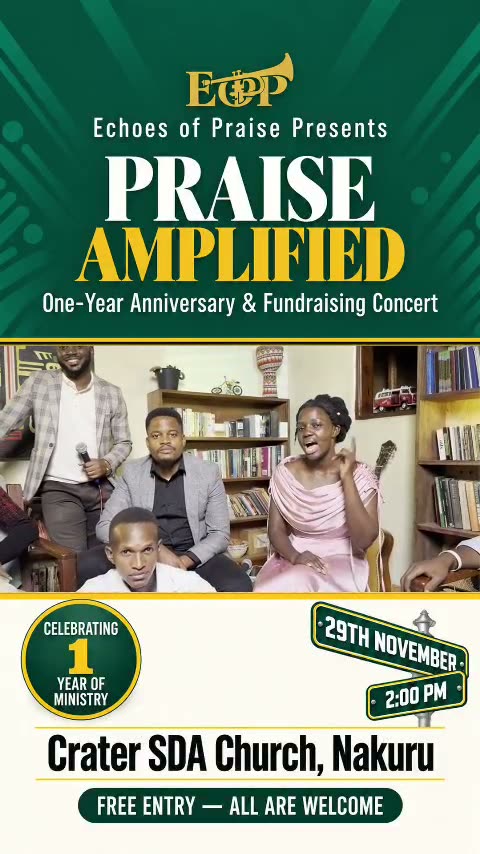 EOP
Echoes of Praise Presents
PRAISE
AMPLIFIED
One-Year Anniversary & Fundraising Concert
CELEBRATING
1
YEAR OF
MINISTRY
29TH NOVEMBER
2:00 PM
Crater SDA Church, Nakuru
FREE ENTRY — ALL ARE WELCOME